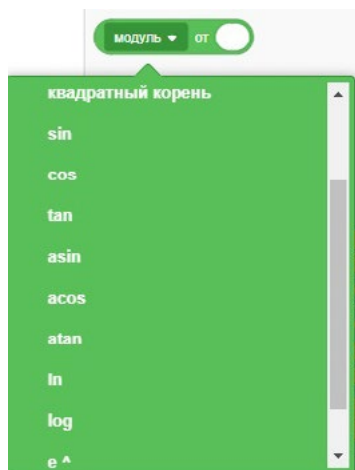 модуль от
квадратный корень
sin
cos
tan
asin
acos
atan
ln
log
e ^